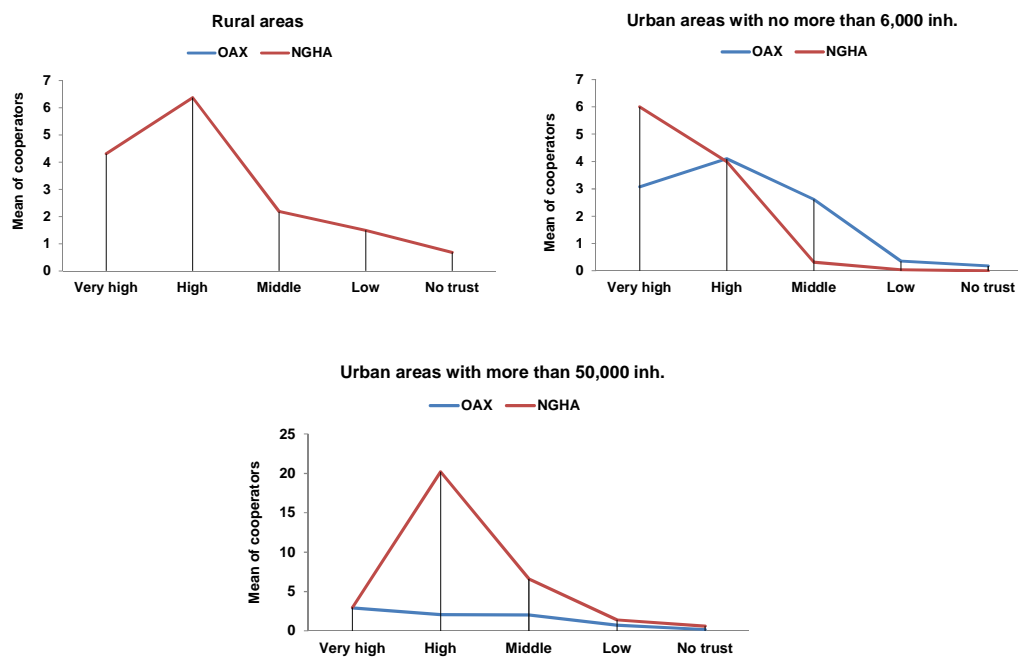 Rural areas
OAX NGHA
Mean of cooperators
7
6
5
4
3
2
1
0
Very high High Middle Low No trust
Urban areas with no more than 6,000 inh.
OAX NGHA
Mean of cooperators
7
6
5
4
3
2
1
0
Very high High Middle Low No trust
Urban areas with more than 50,000 inh.
OAX NGHA
Mean of cooperators
25
20
15
10
5
0
Very high High Middle Low No trust